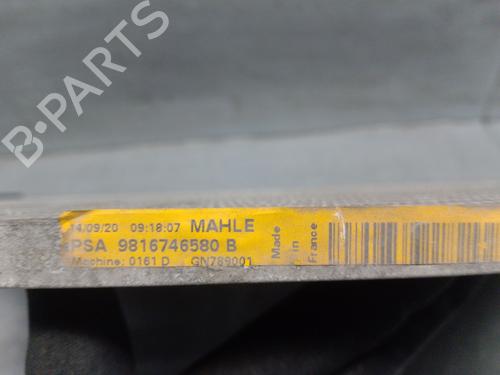 B-PARTS
14/09/20 09:18:07 MAHLE
PSA 9816746580 B
Machine: 0161 D GN789001
Made
in
France